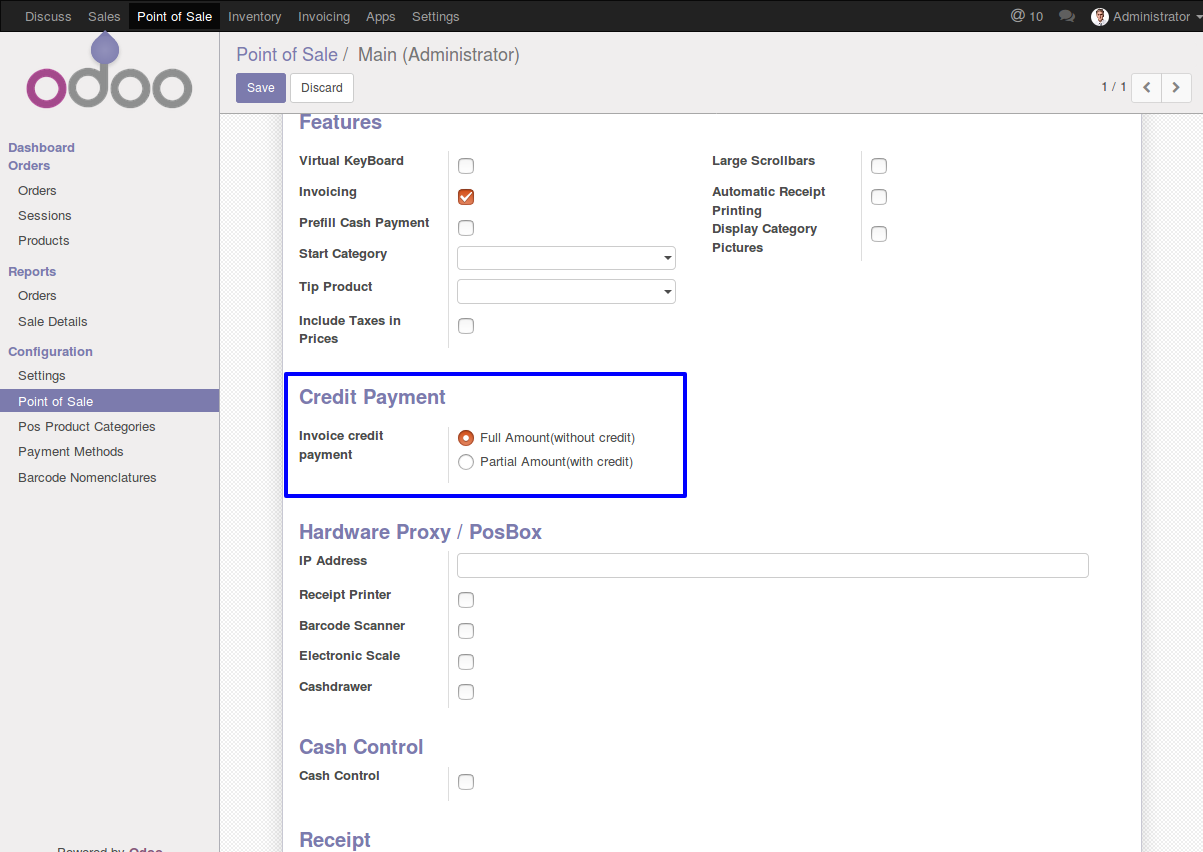 Discuss Sales Point of Sale Inventory Invoicing Apps Settings @ 10 Administrator
odoo
Point of Sale / Main (Administrator)
Save Discard 1 / 1
Dashboard
Orders
Orders
Sessions
Products
Reports
Orders
Sale Details
Configuration
Settings
Point of Sale
Pos Product Categories
Payment Methods
Barcode Nomenclatures
Powered by Odoo
Features
Virtual KeyBoard
Invoicing
Prefill Cash Payment
Start Category
Tip Product
Include Taxes in
Prices
Large Scrollbars
Automatic Receipt
Printing
Display Category
Pictures
Credit Payment
Invoice credit
payment
Full Amount(without credit)
Partial Amount(with credit)
Hardware Proxy / PosBox
IP Address
Receipt Printer
Barcode Scanner
Electronic Scale
Cashdrawer
Cash Control
Cash Control
Receipt